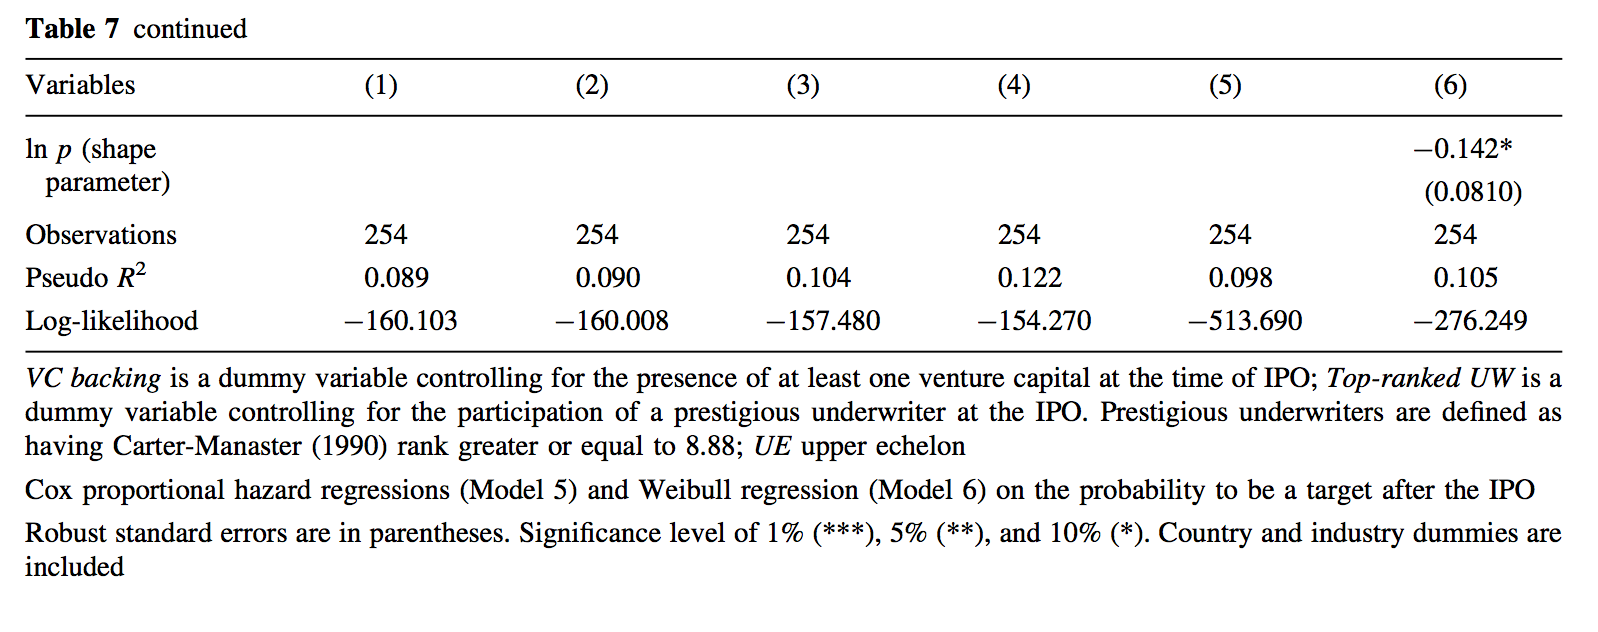 Table 7 continued
Variables (1) (2) (3) (4) (5) (6)
ln p (shape −0.142*
parameter) (0.0810)
Observations 254 254 254 254 254 254
Pseudo R² 0.089 0.090 0.104 0.122 0.098 0.105
Log-likelihood −160.103 −160.008 −157.480 −154.270 −513.690 −276.249
VC backing is a dummy variable controlling for the presence of at least one venture capital at the time of IPO; Top-ranked UW is a
dummy variable controlling for the participation of a prestigious underwriter at the IPO. Prestigious underwriters are defined as
having Carter-Manaster (1990) rank greater or equal to 8.88; UE upper echelon
Cox proportional hazard regressions (Model 5) and Weibull regression (Model 6) on the probability to be a target after the IPO
Robust standard errors are in parentheses. Significance level of 1% (***), 5% (**), and 10% (*). Country and industry dummies are
included